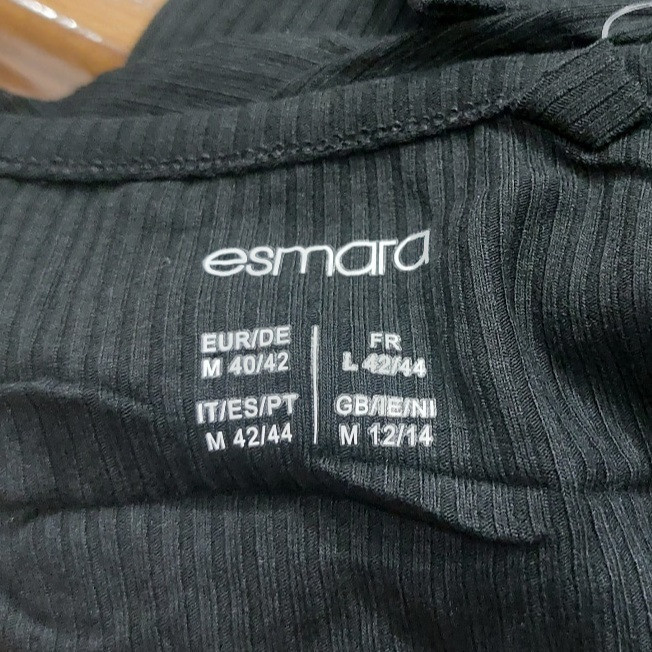 esmara
EUR/DE
M 40/42
FR
L 42/44
IT/ES/PT
M 42/44
GB/IE/NI
M 12/14